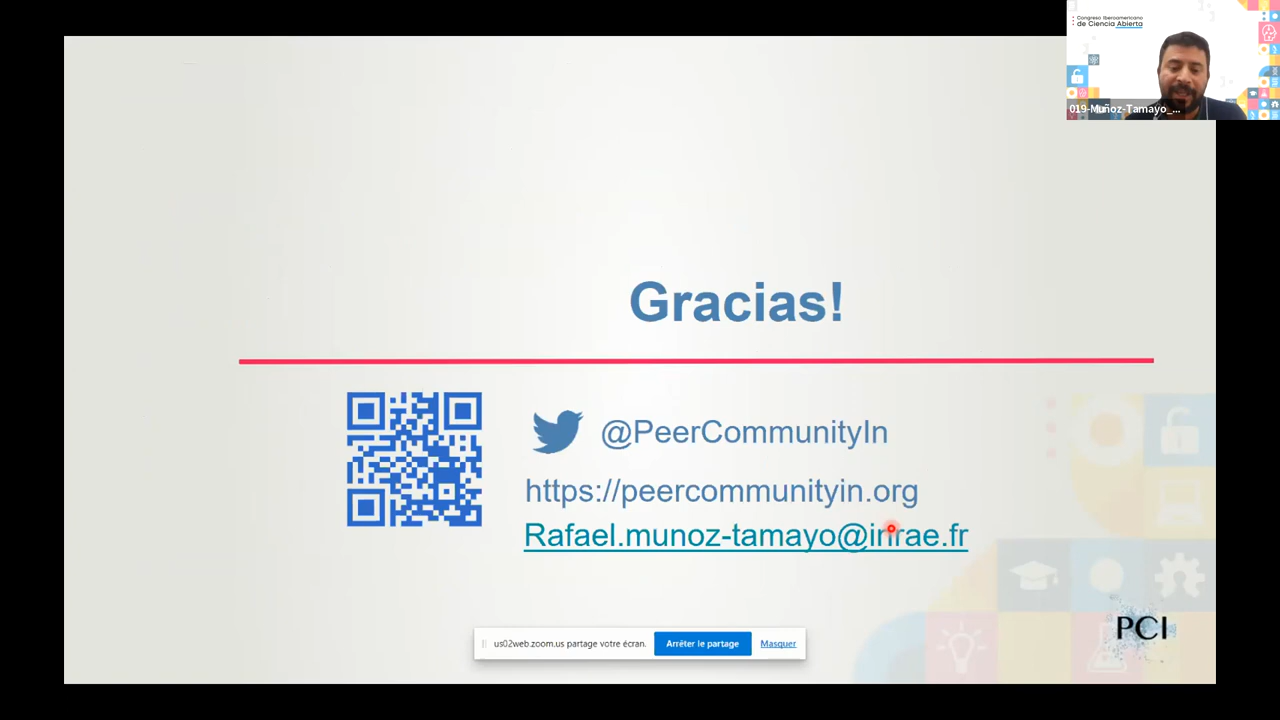 Congreso Iberoamericano
de Ciencia Abierta
019-Muñoz-Tamayo_...
Gracias!
@PeerCommunityIn
https://peercommunityin.org
Rafael.munoz-tamayo@inrae.fr
PCI
us02web.zoom.us partage votre écran.
Arrêter le partage
Masquer